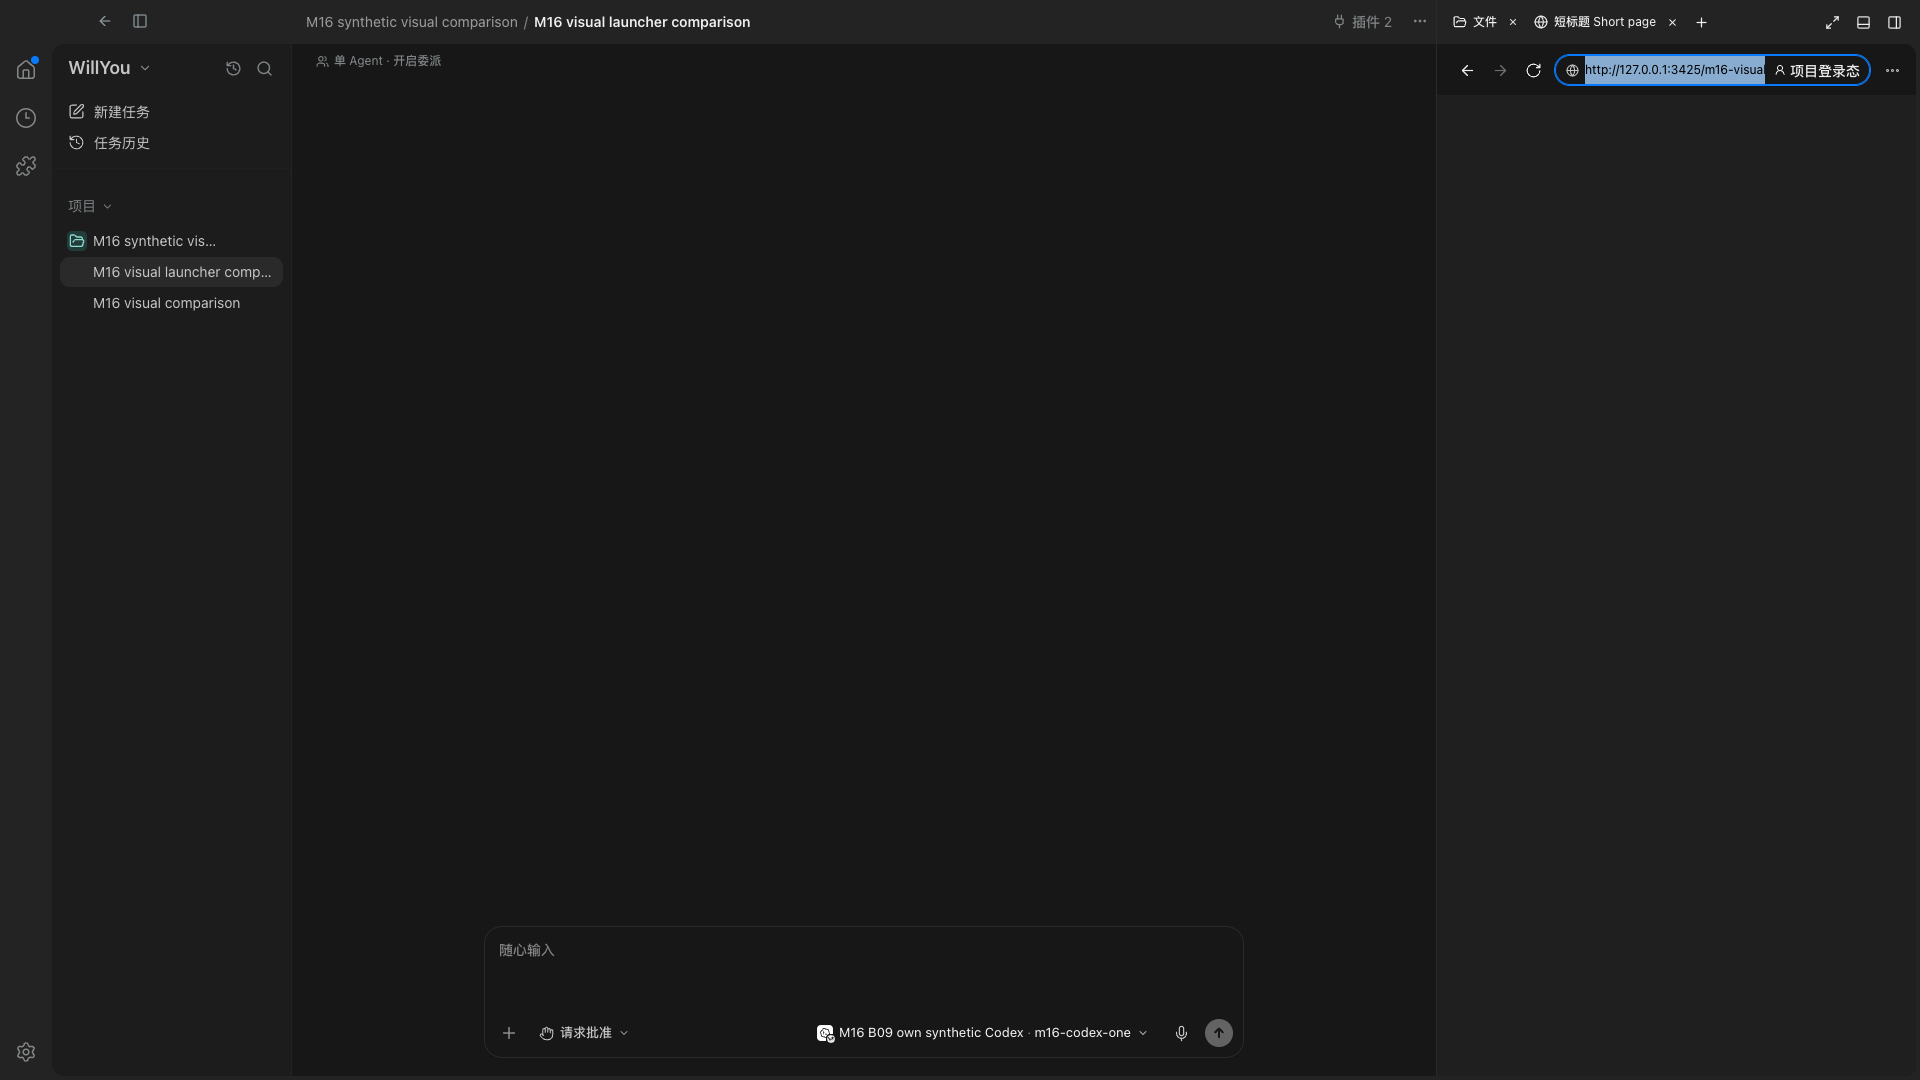 M16 synthetic visual comparison / M16 visual launcher comparison
插件 2
文件
短标题 Short page
WillYou
新建任务
任务历史
项目
M16 synthetic vis...
M16 visual launcher comp...
M16 visual comparison
单 Agent · 开启委派
http://127.0.0.1:3425/m16-visual
项目登录态
随心输入
请求批准
M16 B09 own synthetic Codex · m16-codex-one